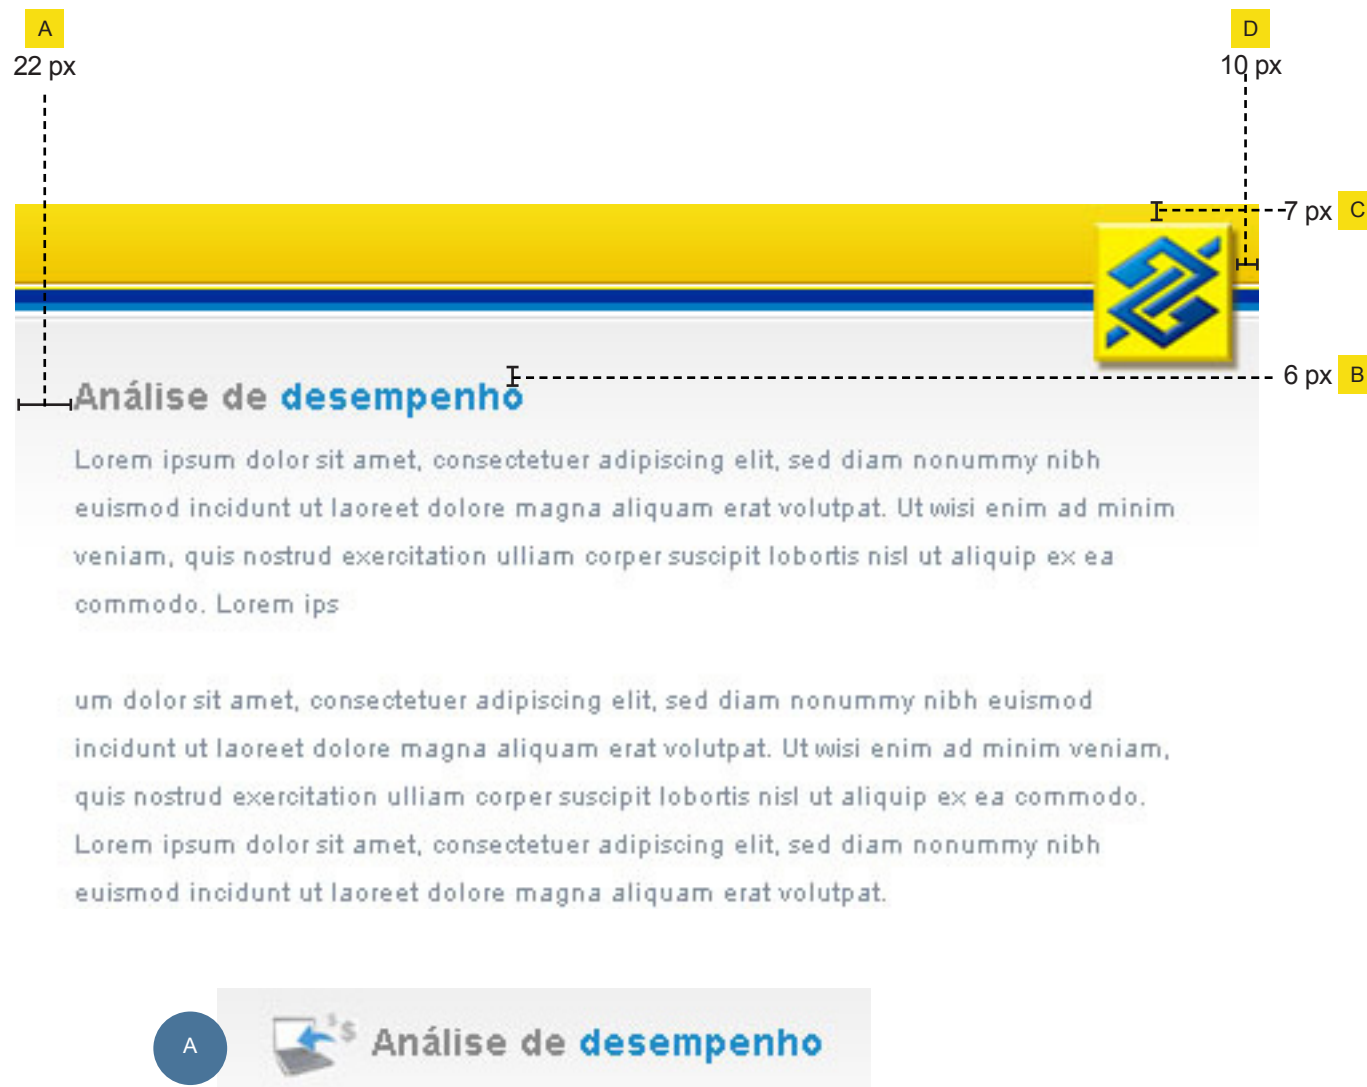 A
22 px
D
10 px
7 px C
6 px B
Análise de desempenho
Lorem ipsum dolor sit amet, consectetuer adipiscing elit, sed diam nonummy nibh
euismod incidunt ut laoreet dolore magna aliquam erat volutpat. Ut wisi enim ad minim
veniam, quis nostrud exercitation ulliam corper suscipit lobortis nisl ut aliquip ex ea
commodo. Lorem ips
um dolor sit amet, consectetuer adipiscing elit, sed diam nonummy nibh euismod
incidunt ut laoreet dolore magna aliquam erat volutpat. Ut wisi enim ad minim veniam,
quis nostrud exercitation ulliam corper suscipit lobortis nisl ut aliquip ex ea commodo.
Lorem ipsum dolor sit amet, consectetuer adipiscing elit, sed diam nonummy nibh
euismod incidunt ut laoreet dolore magna aliquam erat volutpat.
A
$$ Análise de desempenho